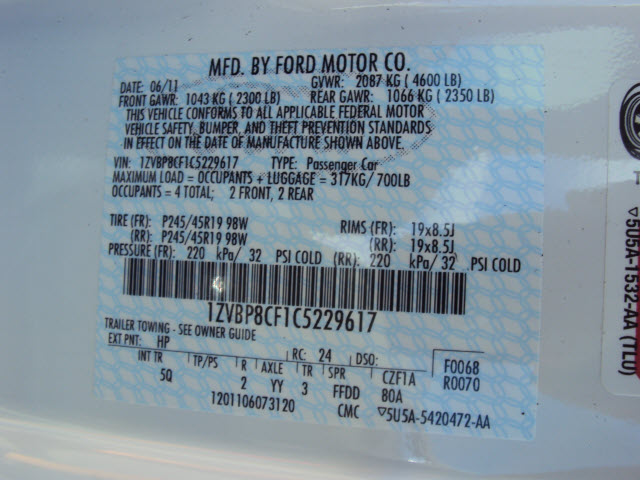 MFD. BY FORD MOTOR CO.
DATE: 06/11 GVWR: 2087 KG ( 4600 LB)
FRONT GAWR: 1043 KG ( 2300 LB) REAR GAWR: 1066 KG ( 2350 LB)
THIS VEHICLE CONFORMS TO ALL APPLICABLE FEDERAL MOTOR
VEHICLE SAFETY, BUMPER, AND THEFT PREVENTION STANDARDS
IN EFFECT ON THE DATE OF MANUFACTURE SHOWN ABOVE.
VIN: 1ZVBP8CF1C5229617 TYPE: Passenger Car
MAXIMUM LOAD = OCCUPANTS + LUGGAGE = 317KG/ 700LB
OCCUPANTS = 4 TOTAL; 2 FRONT, 2 REAR
TIRE (FR): P245/45R19 98W RIMS (FR): 19x8.5J
(RR): P245/45R19 98W (RR): 19x8.5J
PRESSURE (FR): 220 kPa/ 32 PSI COLD (RR): 220 kPa/ 32 PSI COLD
1ZVBP8CF1C5229617
TRAILER TOWING - SEE OWNER GUIDE
EXT PNT: HP RC: 24 DSO: F0068
INT TR TP/PS R AXLE TR SPR CZF1A R0070
5Q 2 YY 3 FFDD BOA
1201106073120 CMC ▽5U5A-5420472-AA
▽5U5A-1532-AA (TL0)